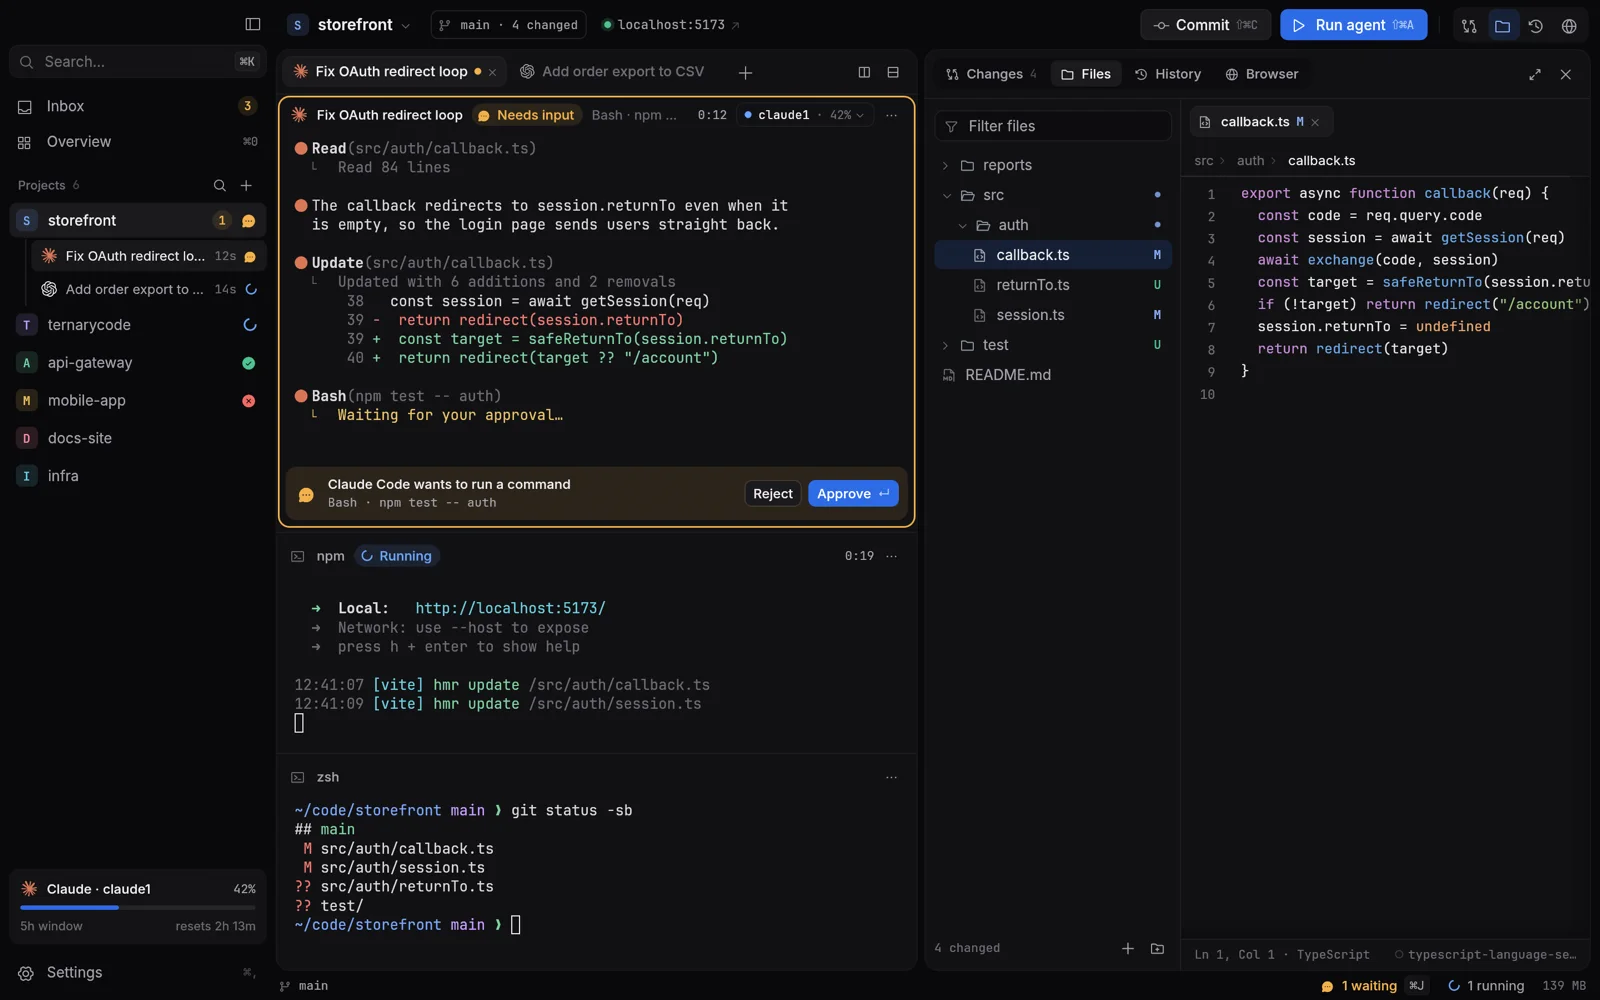 S storefront
main · 4 changed
localhost:5173
Commit ⇧⌘C
Run agent ⇧⌘A
Search... ⌘K
Inbox 3
Overview ⌘0
Projects 6
S storefront 1
Fix OAuth redirect lo... 12s
Add order export to ... 14s
T ternarycode
A api-gateway
M mobile-app
D docs-site
I infra
Claude · claude1 42%
5h window resets 2h 13m
Settings ⌘,
Fix OAuth redirect loop
Add order export to CSV
Fix OAuth redirect loop Needs input Bash · npm ... 0:12 claude1 · 42%
Read(src/auth/callback.ts)
Read 84 lines
The callback redirects to session.returnTo even when it
is empty, so the login page sends users straight back.
Update(src/auth/callback.ts)
Updated with 6 additions and 2 removals
38 const session = await getSession(req)
39 - return redirect(session.returnTo)
39 + const target = safeReturnTo(session.returnTo)
40 + return redirect(target ?? "/account")
Bash(npm test -- auth)
Waiting for your approval…
Claude Code wants to run a command
Bash · npm test -- auth
Reject
Approve ↵
npm Running 0:19
➜ Local: http://localhost:5173/
➜ Network: use --host to expose
➜ press h + enter to show help
12:41:07 [vite] hmr update /src/auth/callback.ts
12:41:09 [vite] hmr update /src/auth/session.ts
zsh
~/code/storefront main ❯ git status -sb
## main
M src/auth/callback.ts
M src/auth/session.ts
?? src/auth/returnTo.ts
?? test/
~/code/storefront main ❯
main
Changes 4
Files
History
Browser
Filter files
reports
src
auth
callback.ts M
returnTo.ts U
session.ts M
test U
README.md
4 changed
callback.ts M
src › auth › callback.ts
1 export async function callback(req) {
2 const code = req.query.code
3 const session = await getSession(req)
4 await exchange(code, session)
5 const target = safeReturnTo(session.retu
6 if (!target) return redirect("/account")
7 session.returnTo = undefined
8 return redirect(target)
9 }
10
Ln 1, Col 1 · TypeScript
typescript-language-se…
1 waiting ⌘J
1 running
139 MB